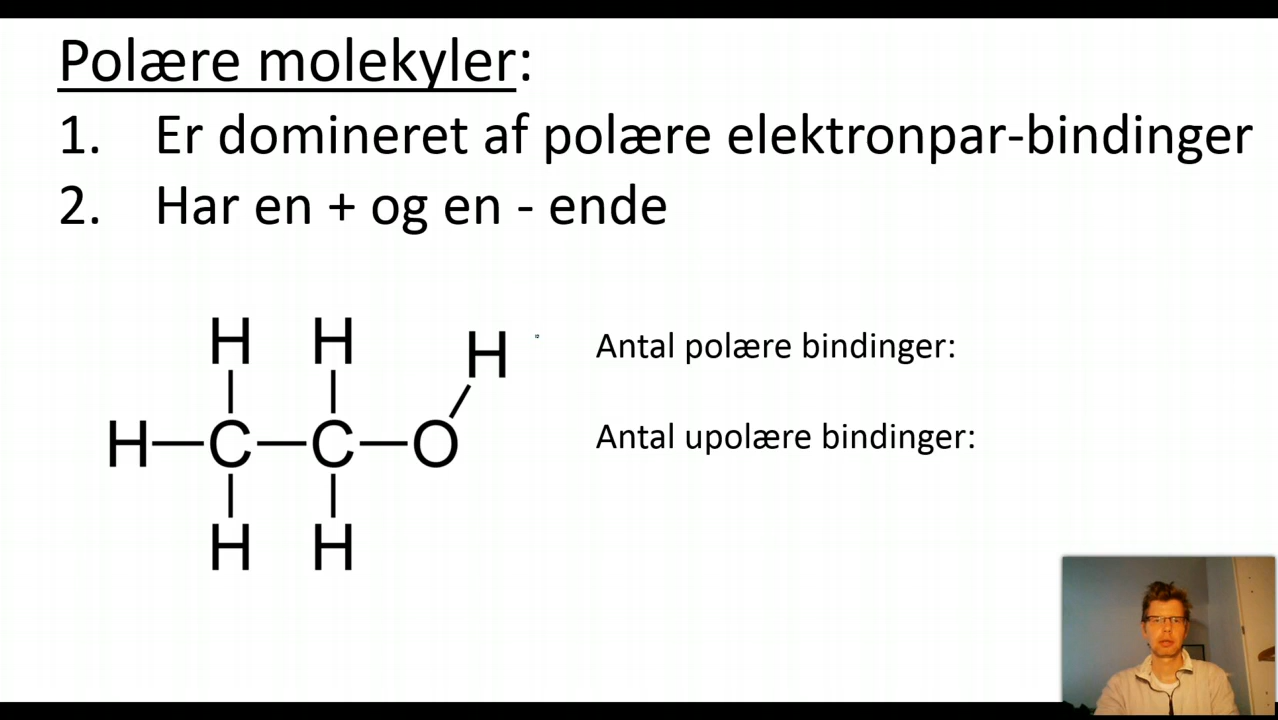 Polære molekyler:
1. Er domineret af polære elektronpar-bindinger
2. Har en + og en - ende
H H H
Antal polære bindinger:
H—C—C—O
Antal upolære bindinger:
H H